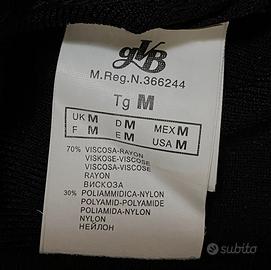 gVB
M.Reg.N.366244
Tg M
UK M D M MEX M
F M E M USA M
70% VISCOSA-RAYON
VISKOSE-VISCOSE
VISCOSA-VISCOSE
RAYON
ВИСКОЗА
30% POLIAMMIDICA-NYLON
POLYAMID-POLYAMIDE
POLIAMIDA-NYLON
NYLON
НЕЙЛОН
subito